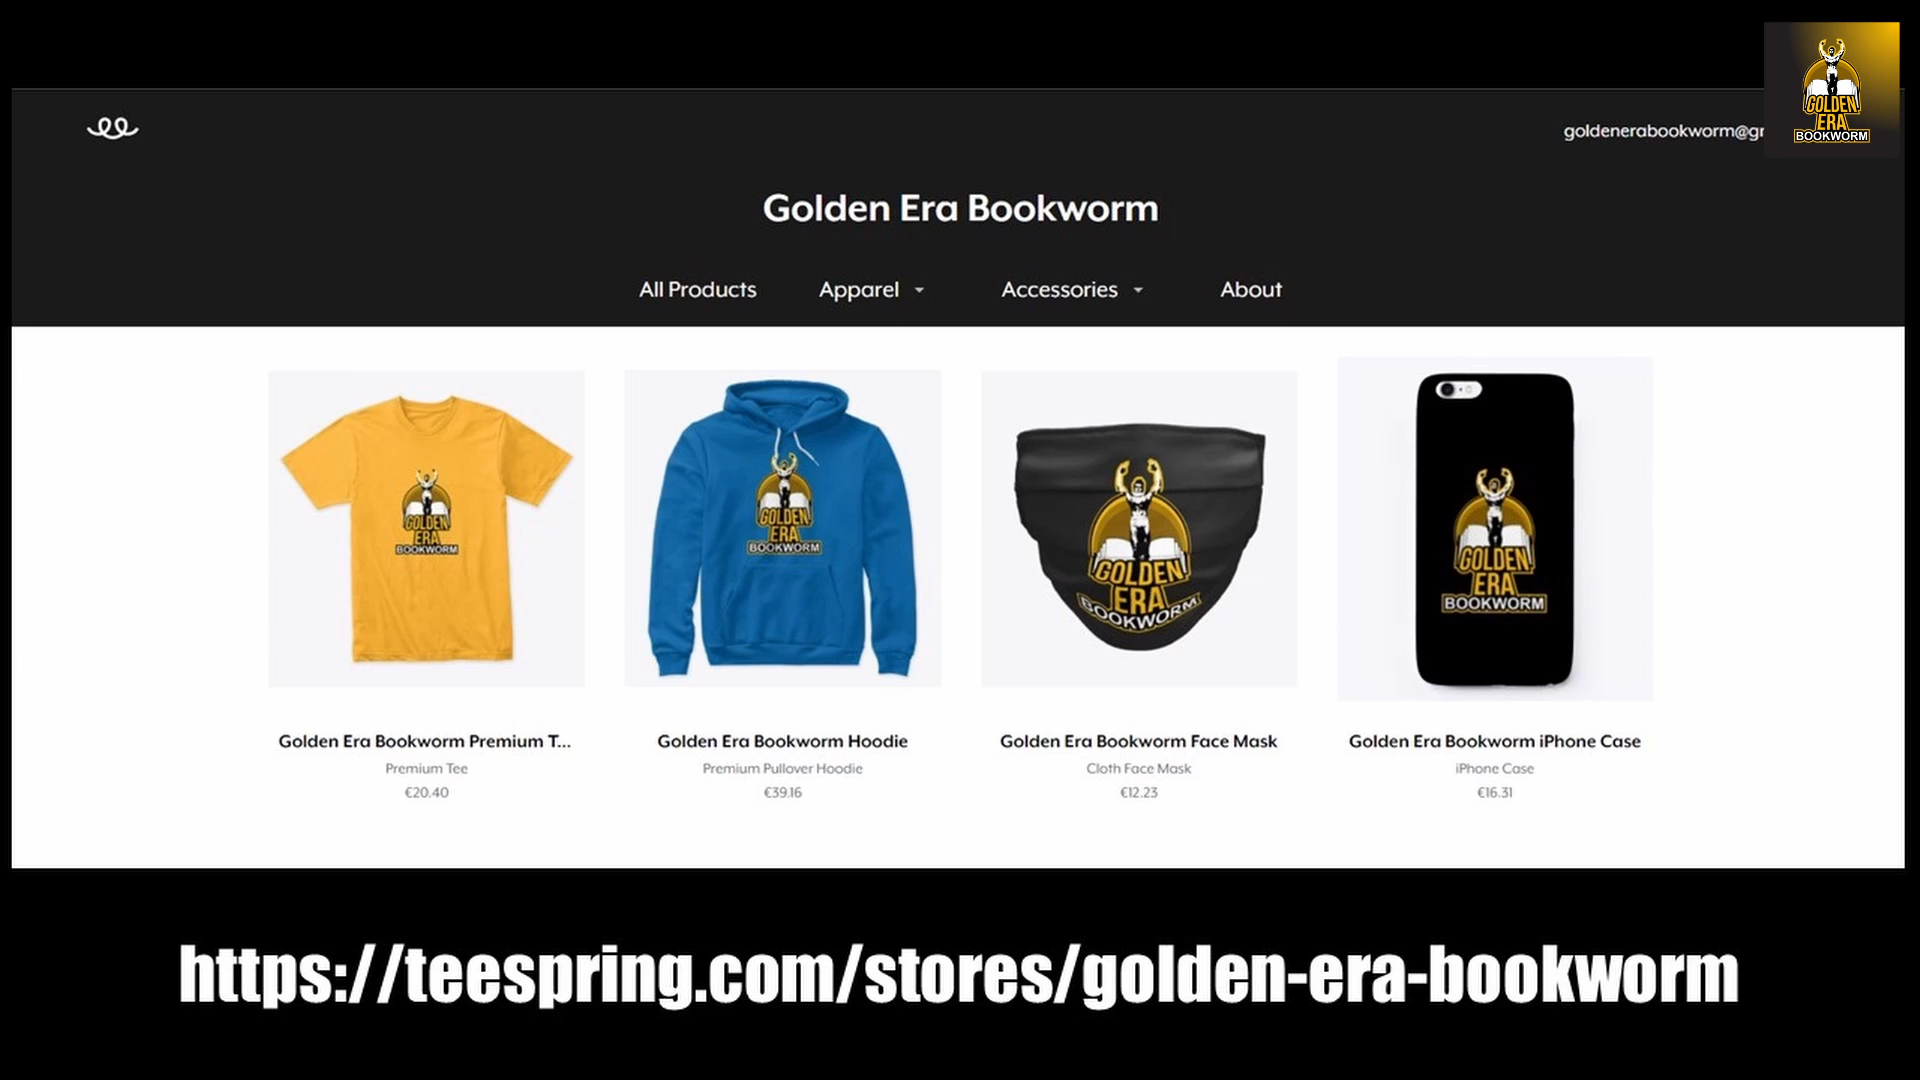 goldenerabookworm@gr
GOLDEN
ERA
BOOKWORM
Golden Era Bookworm
All Products
Apparel
Accessories
About
GOLDEN
ERA
BOOKWORM
GOLDEN
ERA
BOOKWORM
GOLDEN
ERA
BOOKWORM
GOLDEN
ERA
BOOKWORM
Golden Era Bookworm Premium T...
Premium Tee
€20.40
Golden Era Bookworm Hoodie
Premium Pullover Hoodie
€39.16
Golden Era Bookworm Face Mask
Cloth Face Mask
€12.23
Golden Era Bookworm iPhone Case
iPhone Case
€16.31
https://teespring.com/stores/golden-era-bookworm